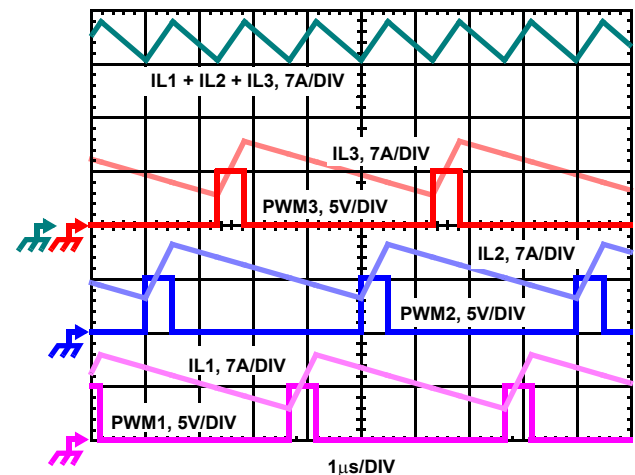 IL1 + IL2 + IL3, 7A/DIV
IL3, 7A/DIV
PWM3, 5V/DIV
IL2, 7A/DIV
PWM2, 5V/DIV
IL1, 7A/DIV
PWM1, 5V/DIV
1µs/DIV